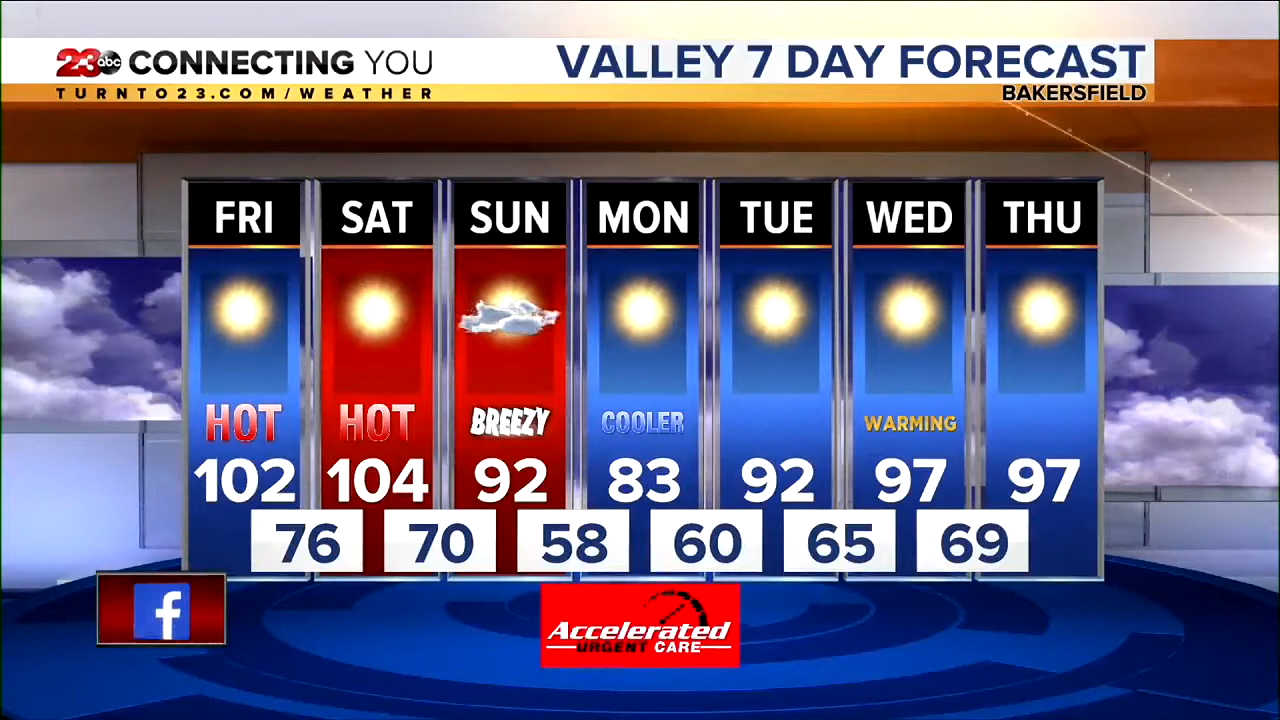 23 abc CONNECTING YOU
VALLEY 7 DAY FORECAST
TURNTO23.COM/WEATHER
BAKERSFIELD
FRI SAT SUN MON TUE WED THU
HOT HOT BREEZY COOLER WARMING
102 104 92 83 92 97 97
76 70 58 60 65 69
f
Accelerated
URGENT CARE